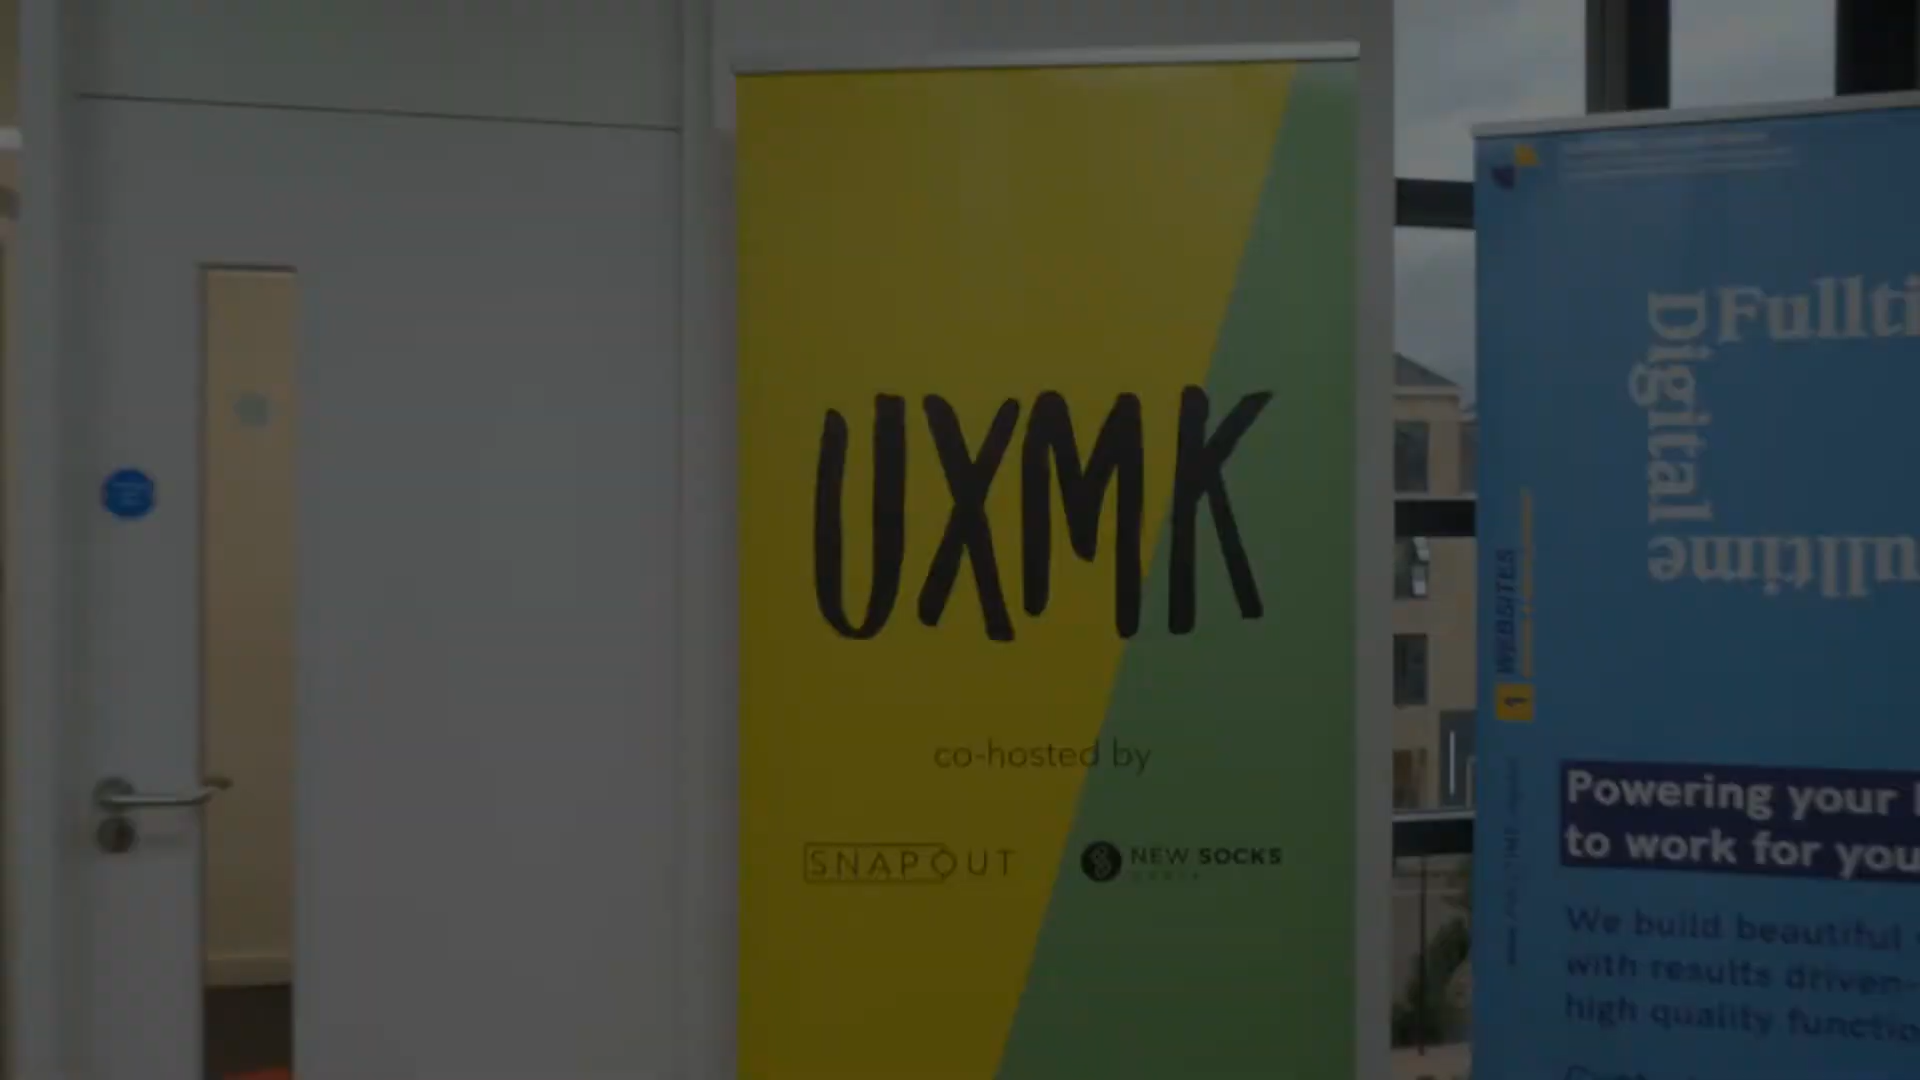 UXMK
co-hosted by
SNAPOUT
NEW SOCKS
Fullti
Digital
ulltime
WEBSITES
1
Powering your
to work for you
We build beautiful
with results driven-
high quality functio